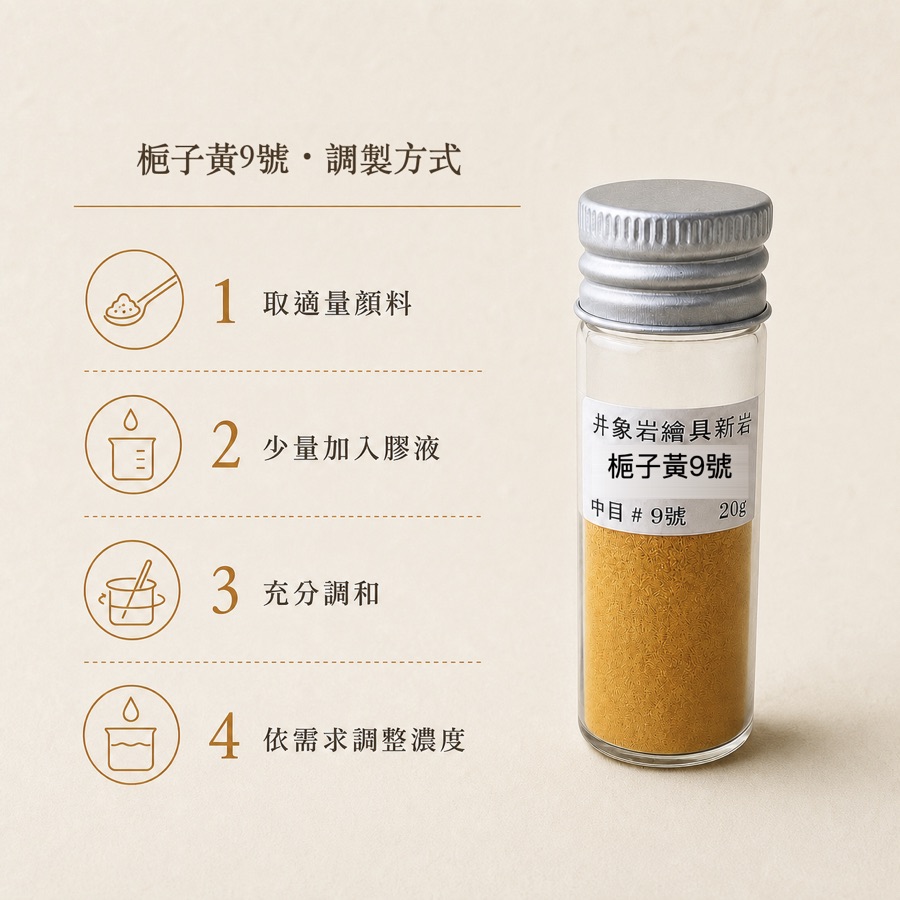 梔子黃9號・調製方式
1 取適量顏料
2 少量加入膠液
3 充分調和
4 依需求調整濃度
井象岩繪具新岩
梔子黃9號
中目 # 9號 20g